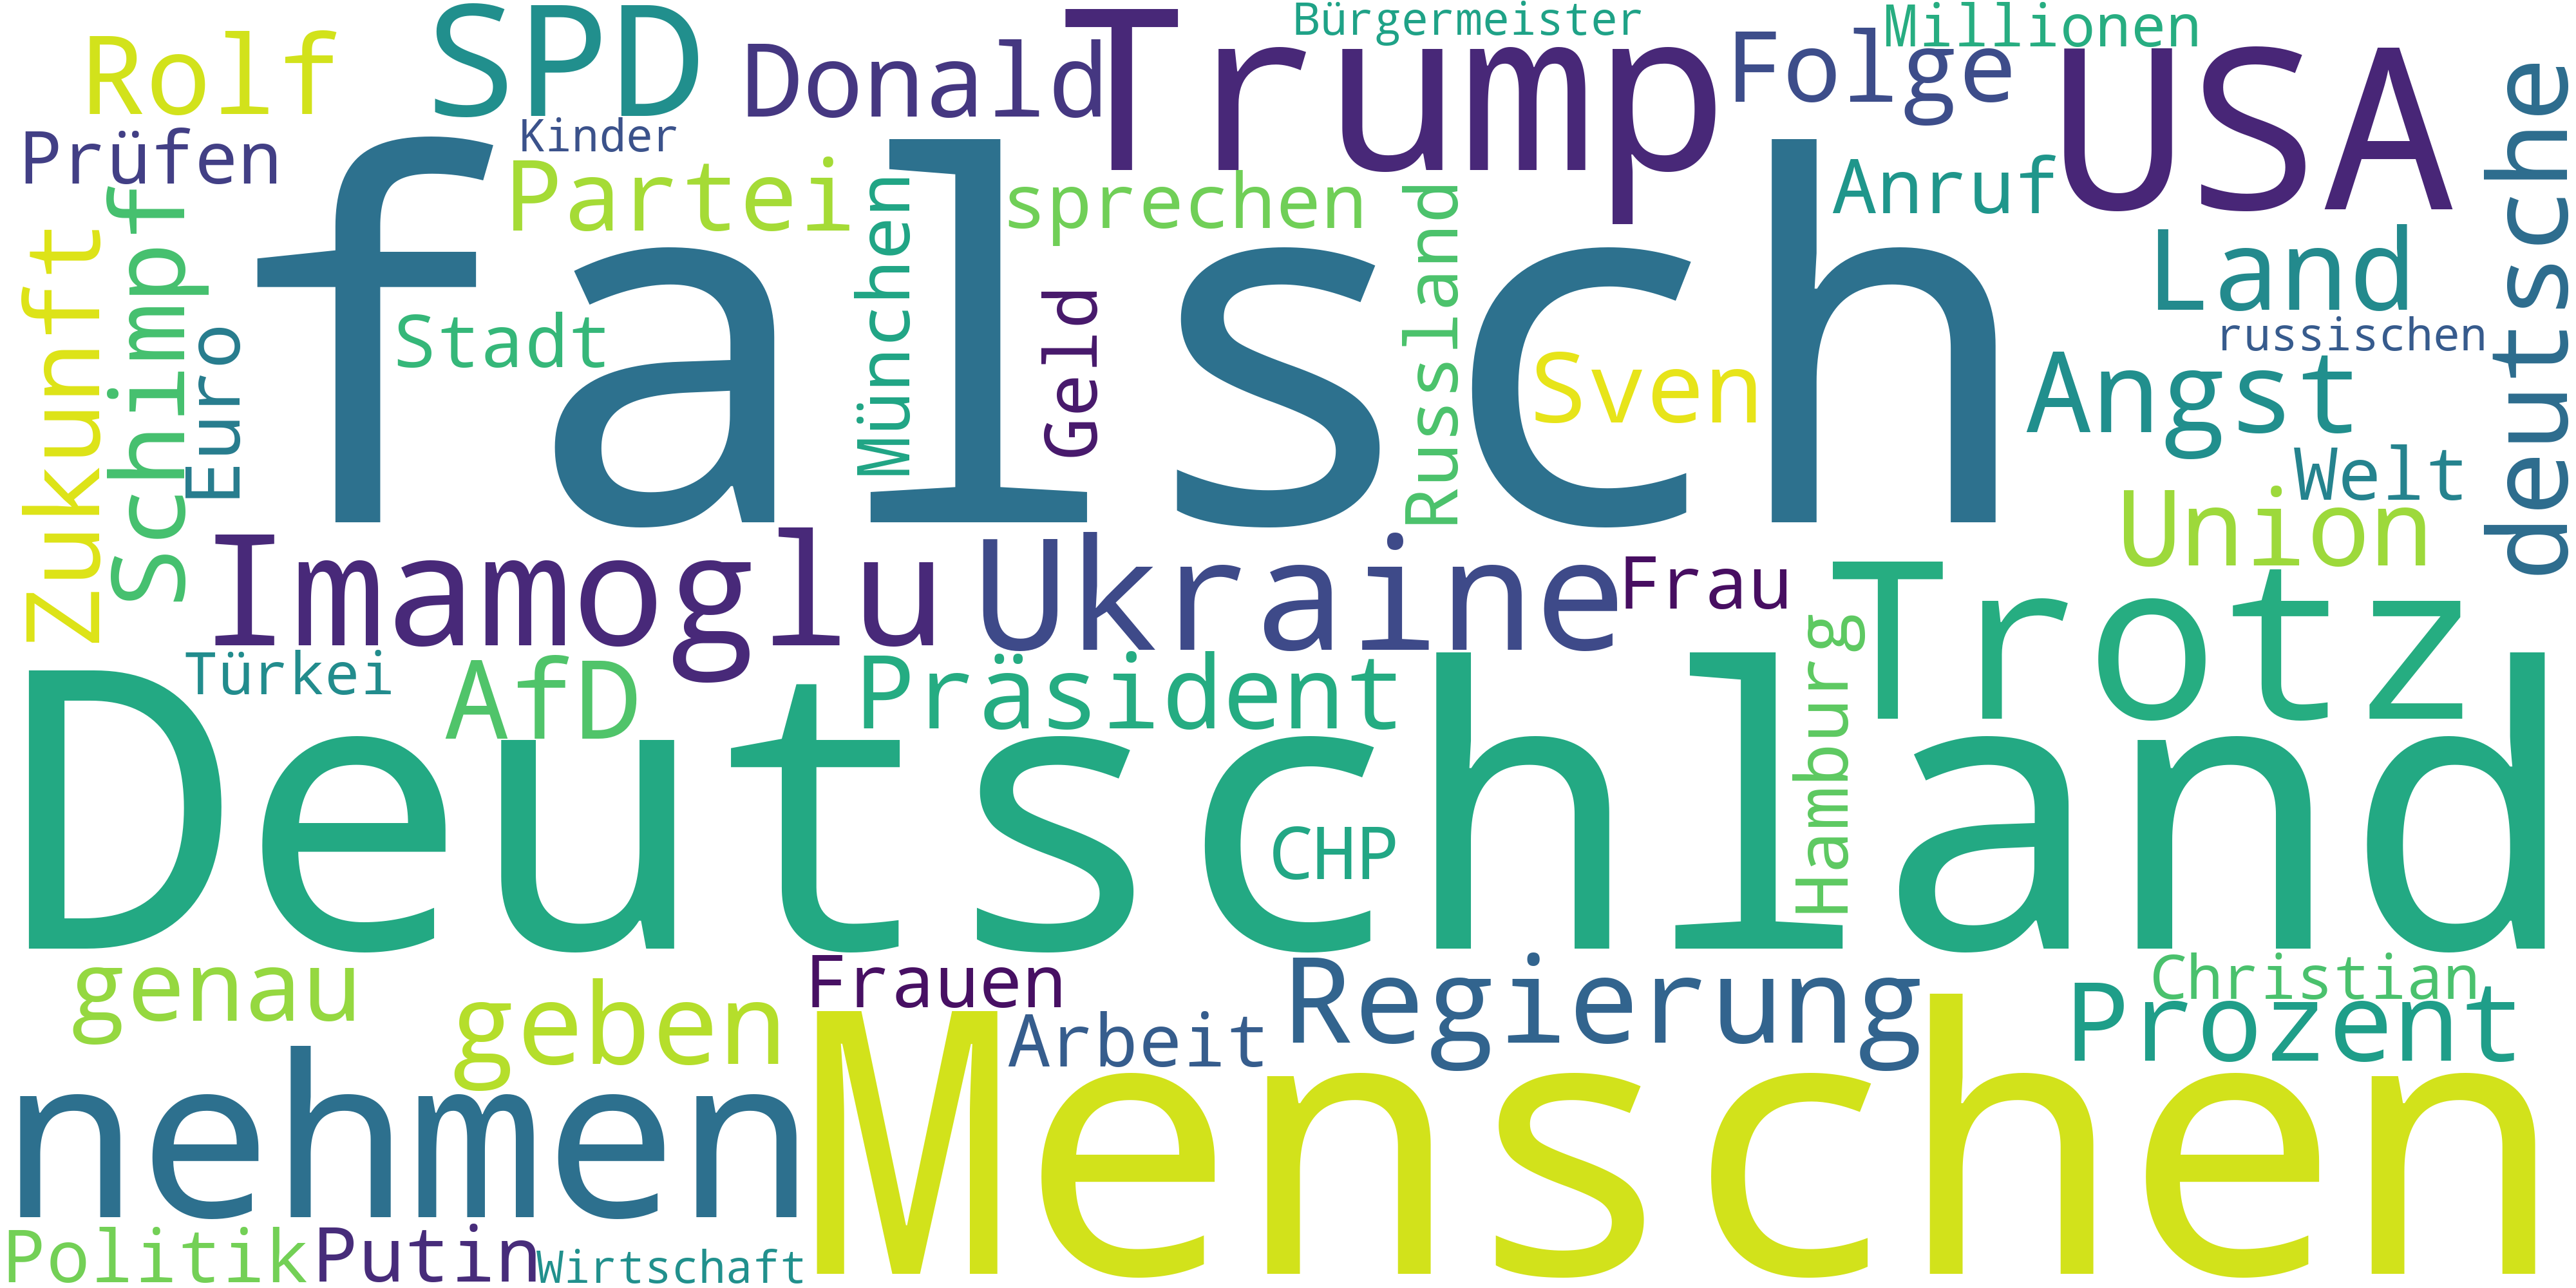 Rolf
SPD
Donald
Trump
Bürgermeister
Folge
Millionen
USA
deutsche
Prüfen
Kinder
Partei
sprechen
Anruf
falsch
Zukunft
Schimpf
Euro
Stadt
München
Geld
Russland
Sven
Land
russischen
Angst
Welt
Union
Imamoglu
Ukraine
Frau
Trotz
Türkei
AfD
Präsident
Hamburg
Deutschland
CHP
genau
geben
Frauen
Arbeit
Regierung
Christian
Prozent
nehmen
Menschen
Politik
Putin
Wirtschaft